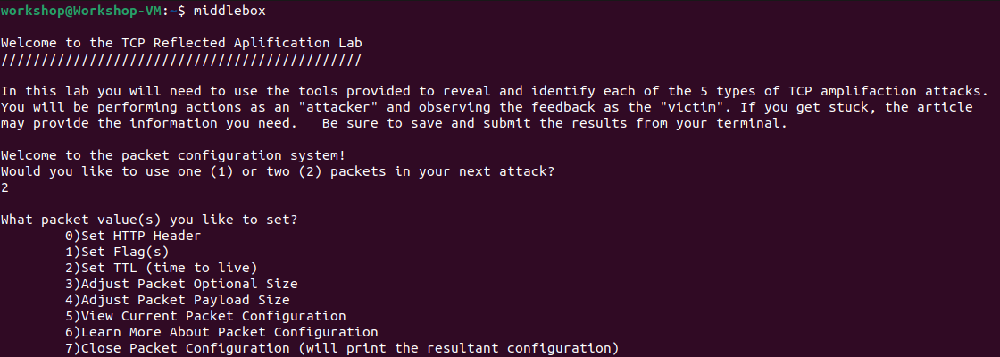 workshop@Workshop-VM:~$ middlebox
Welcome to the TCP Reflected Aplification Lab
/////////////////////////////////////////////
In this lab you will need to use the tools provided to reveal and identify each of the 5 types of TCP amplifaction attacks.
You will be performing actions as an "attacker" and observing the feedback as the "victim". If you get stuck, the article
may provide the information you need.   Be sure to save and submit the results from your terminal.
Welcome to the packet configuration system!
Would you like to use one (1) or two (2) packets in your next attack?
2
What packet value(s) you like to set?
0)Set HTTP Header
1)Set Flag(s)
2)Set TTL (time to live)
3)Adjust Packet Optional Size
4)Adjust Packet Payload Size
5)View Current Packet Configuration
6)Learn More About Packet Configuration
7)Close Packet Configuration (will print the resultant configuration)